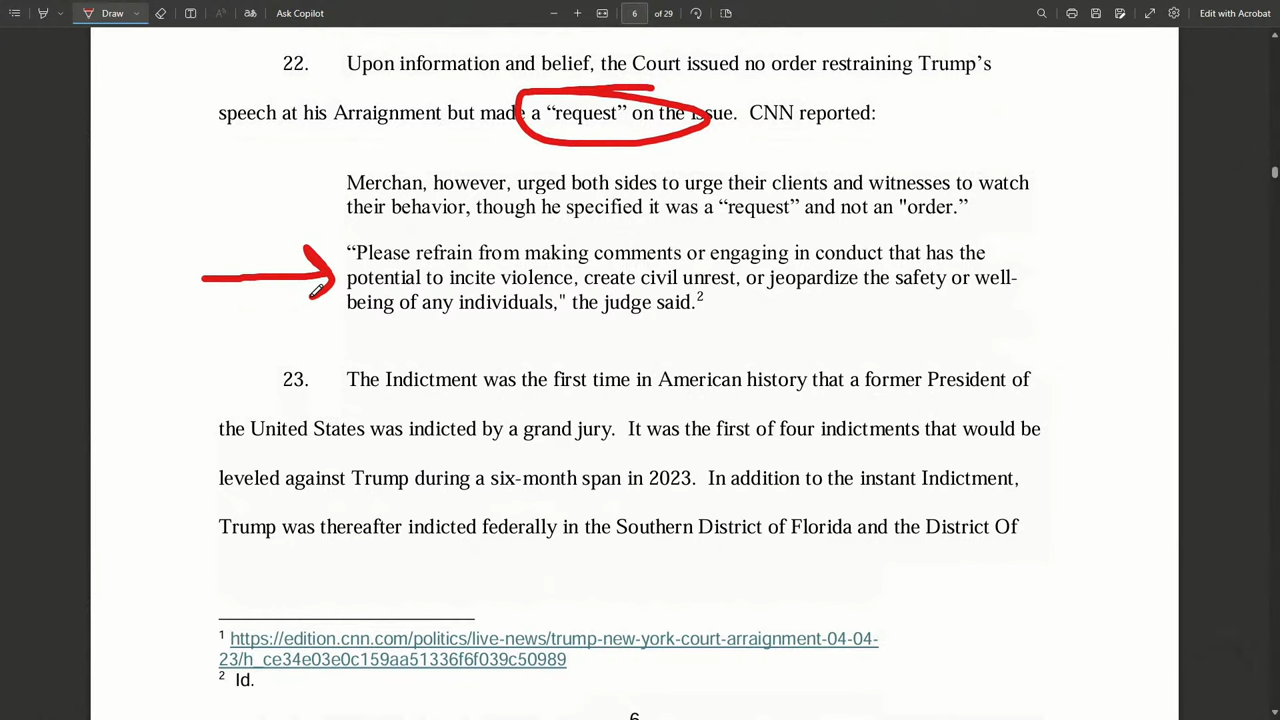 Draw
Ask Copilot
6
of 29
Edit with Acrobat
22. Upon information and belief, the Court issued no order restraining Trump’s
speech at his Arraignment but made a “request” on the issue. CNN reported:
Merchan, however, urged both sides to urge their clients and witnesses to watch
their behavior, though he specified it was a “request” and not an "order.”
“Please refrain from making comments or engaging in conduct that has the
potential to incite violence, create civil unrest, or jeopardize the safety or well-
being of any individuals," the judge said.2
23. The Indictment was the first time in American history that a former President of
the United States was indicted by a grand jury. It was the first of four indictments that would be
leveled against Trump during a six-month span in 2023. In addition to the instant Indictment,
Trump was thereafter indicted federally in the Southern District of Florida and the District Of
1 https://edition.cnn.com/politics/live-news/trump-new-york-court-arraignment-04-04-
23/h_ce34e03e0c159aa51336f6f039c50989
2 Id.
6